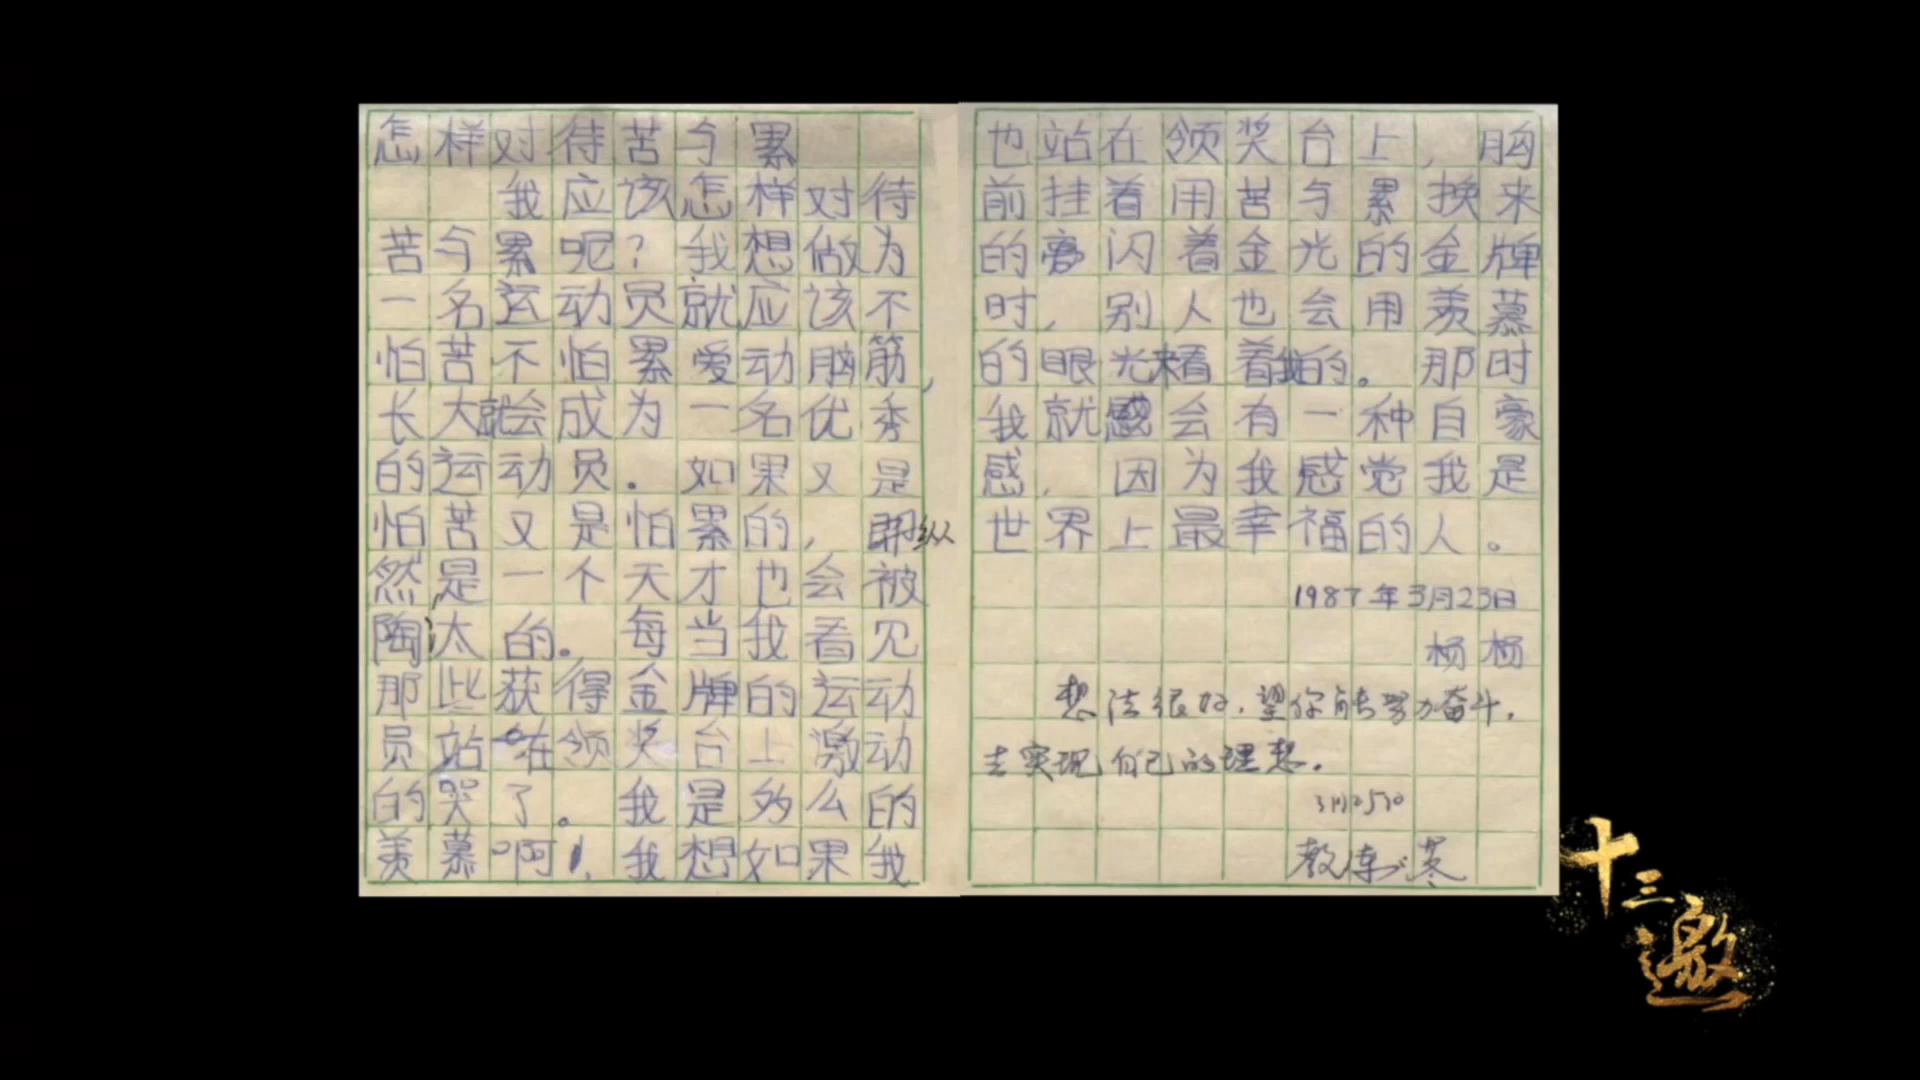 怎样对待苦与累
我应该怎样对待
苦与累呢？我想做为
一名运动员就应该不
怕苦不怕累爱动脑筋，
长大就会成为一名优秀
的运动员。如果又是
怕苦又是怕累的，纵
然是一个天才也会被
陶汰的。每当我看见
那些获得金牌的运动
员站在领奖台上激动
的哭了。我是多么的
羡慕啊！我想如果我
也站在领奖台上，胸
前挂着用苦与累换来
的闪着金光的金牌
时，别人也会用羡慕
的眼光来看着我的。那时
我就会有一种自豪
感，因为我感觉我是
世界上最幸福的人。
1987年3月23日
杨杨
想法很好，望你能努力奋斗，
去实现自己的理想。
教练
十三邀